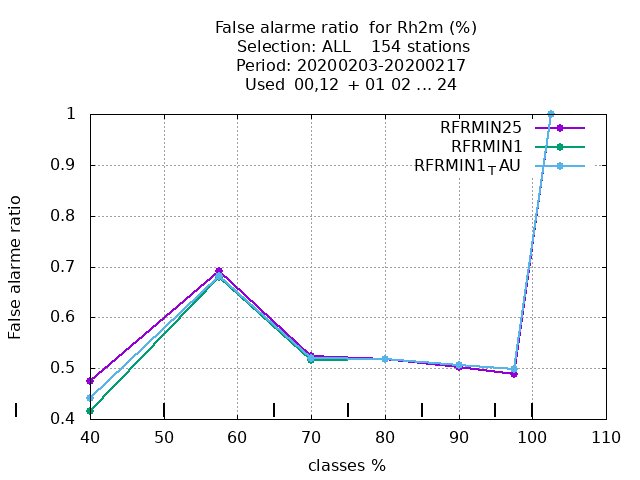 False alarme ratio  for Rh2m (%)
Selection: ALL    154 stations
Period: 20200203-20200217
Used  00,12  + 01 02 ... 24
1
0.9
0.8
0.7
0.6
0.5
0.4
False alarme ratio
RFRMIN25
RFRMIN1
RFRMIN1TAU
40 50 60 70 80 90 100 110
classes %